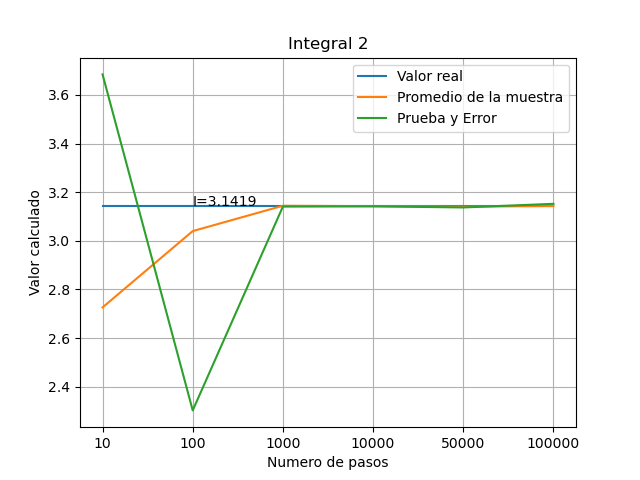 Integral 2
Valor real
Promedio de la muestra
Prueba y Error
3.6
3.4
3.2
3.0
2.8
2.6
2.4
Valor calculado
I=3.1419
10 100 1000 10000 50000 100000
Numero de pasos